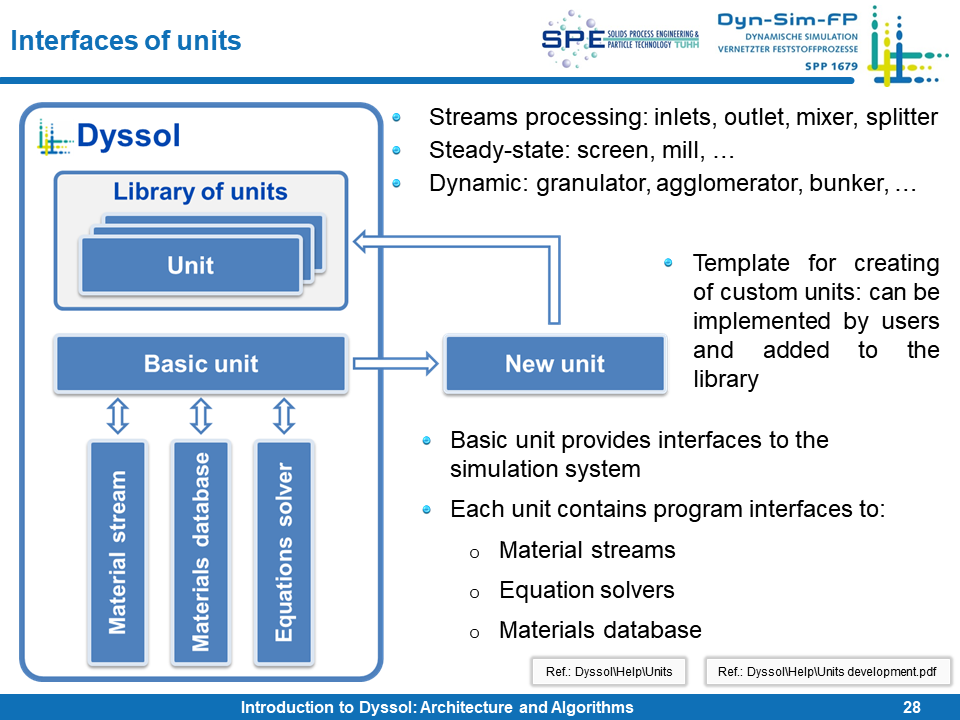 Interfaces of units
SPE SOLIDS PROCESS ENGINEERING &
PARTICLE TECHNOLOGY TUHH
Dyn-Sim-FP
DYNAMISCHE SIMULATION
VERNETZTER FESTSTOFFPROZESSE
SPP 1679
Dyssol
Library of units
Unit
Basic unit
New unit
Material stream
Materials database
Equations solver
Streams processing: inlets, outlet, mixer, splitter
Steady-state: screen, mill, …
Dynamic: granulator, agglomerator, bunker, …
Template for creating
of custom units: can be
implemented by users
and added to the
library
Basic unit provides interfaces to the
simulation system
Each unit contains program interfaces to:
Material streams
Equation solvers
Materials database
Ref.: Dyssol\Help\Units
Ref.: Dyssol\Help\Units development.pdf
Introduction to Dyssol: Architecture and Algorithms
28